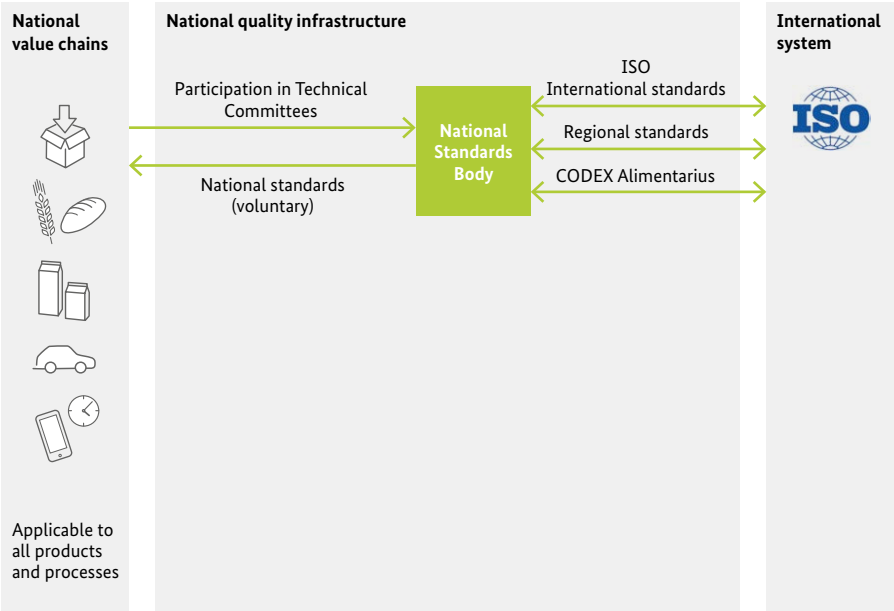 National
value chains
National quality infrastructure
International
system
Participation in Technical
Committees
National standards
(voluntary)
National
Standards
Body
ISO
International standards
Regional standards
CODEX Alimentarius
ISO
Applicable to
all products
and processes